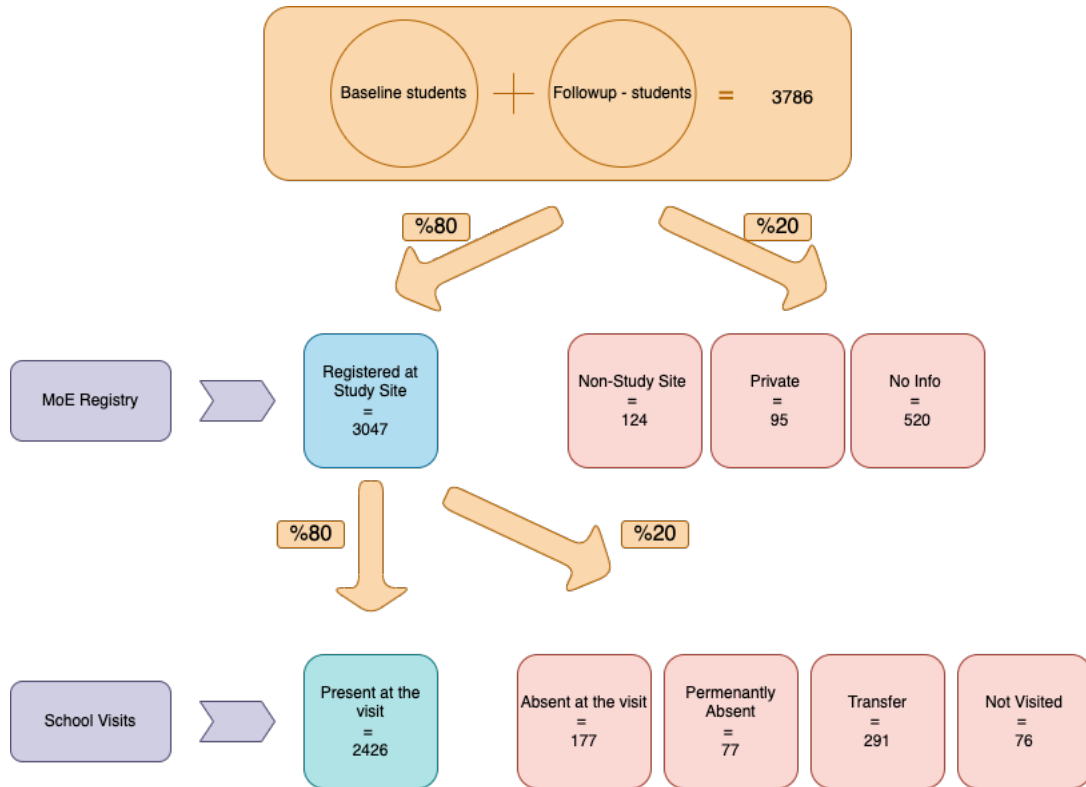 Baseline students
Followup - students
=
3786
%80
%20
MoE Registry
Registered at
Study Site
=
3047
Non-Study Site
=
124
Private
=
95
No Info
=
520
%80
%20
School Visits
Present at the
visit
=
2426
Absent at the visit
=
177
Permenantly
Absent
=
77
Transfer
=
291
Not Visited
=
76